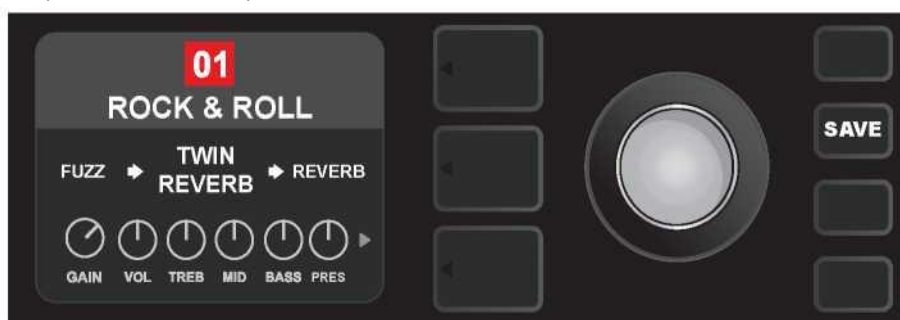 01
ROCK & ROLL
FUZZ TWIN REVERB REVERB
GAIN VOL TREB MID BASS PRES
SAVE